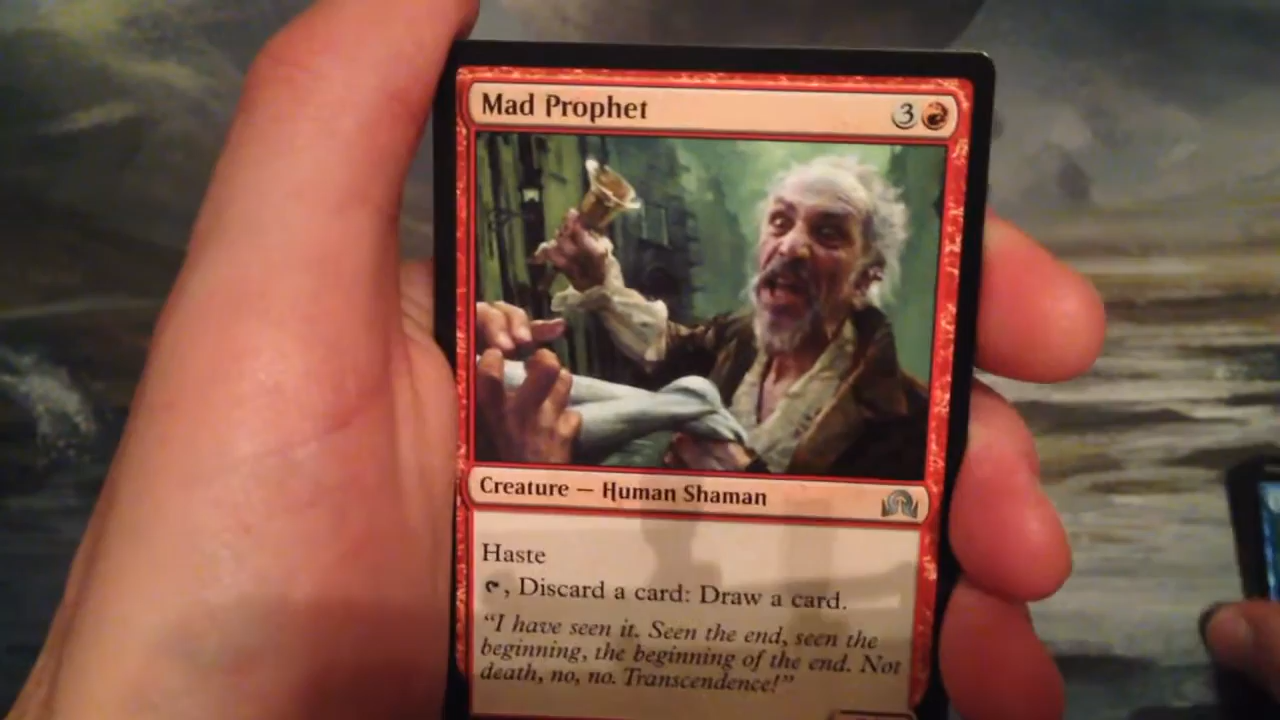 Mad Prophet 3
Creature — Human Shaman
Haste
, Discard a card: Draw a card.
"I have seen it. Seen the end, seen the
beginning, the beginning of the end. Not
death, no, no. Transcendence!"